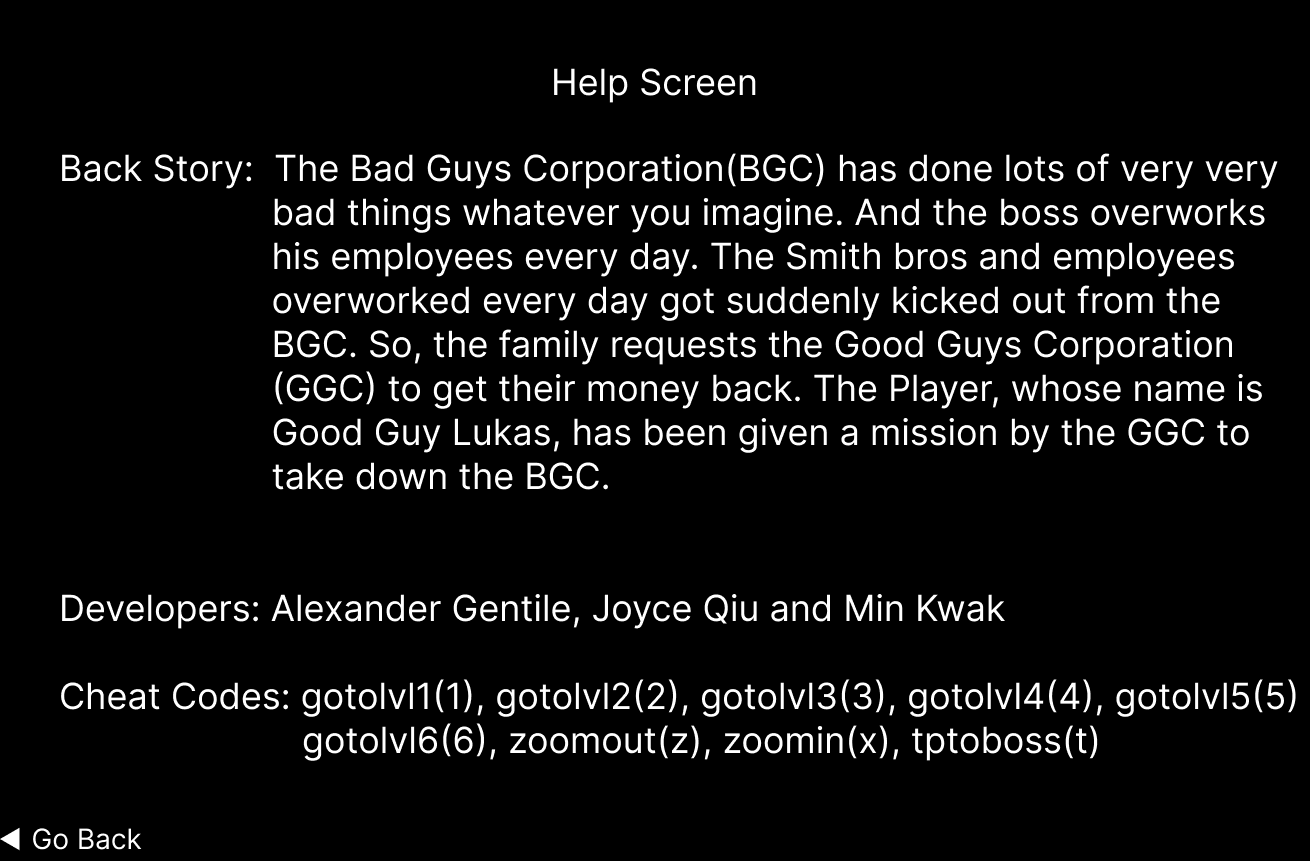 Help Screen
Back Story:  The Bad Guys Corporation(BGC) has done lots of very very
bad things whatever you imagine. And the boss overworks
his employees every day. The Smith bros and employees
overworked every day got suddenly kicked out from the
BGC. So, the family requests the Good Guys Corporation
(GGC) to get their money back. The Player, whose name is
Good Guy Lukas, has been given a mission by the GGC to
take down the BGC.
Developers: Alexander Gentile, Joyce Qiu and Min Kwak
Cheat Codes: gotolvl1(1), gotolvl2(2), gotolvl3(3), gotolvl4(4), gotolvl5(5)
gotolvl6(6), zoomout(z), zoomin(x), tptoboss(t)
◀ Go Back